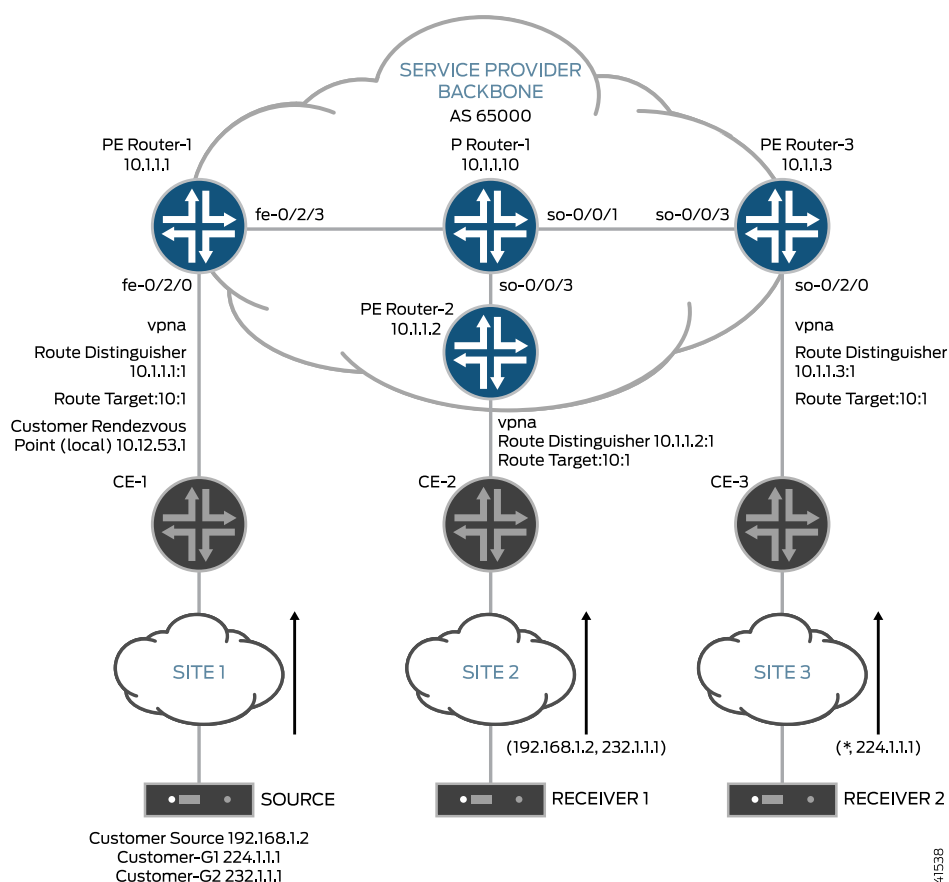 SERVICE PROVIDER
BACKBONE
AS 65000
PE Router-1
10.1.1.1
P Router-1
10.1.1.10
PE Router-3
10.1.1.3
fe-0/2/3
so-0/0/1
so-0/0/3
fe-0/2/0
so-0/0/3
so-0/2/0
PE Router-2
10.1.1.2
vpna
Route Distinguisher
10.1.1.1:1
Route Target:10:1
Customer Rendezvous
Point (local) 10.12.53.1
vpna
Route Distinguisher 10.1.1.2:1
Route Target:10:1
vpna
Route Distinguisher
10.1.1.3:1
Route Target:10:1
CE-1
CE-2
CE-3
SITE 1
SITE 2
SITE 3
(192.168.1.2, 232.1.1.1)
(*, 224.1.1.1)
SOURCE
RECEIVER 1
RECEIVER 2
Customer Source 192.168.1.2
Customer-G1 224.1.1.1
Customer-G2 232.1.1.1
41538